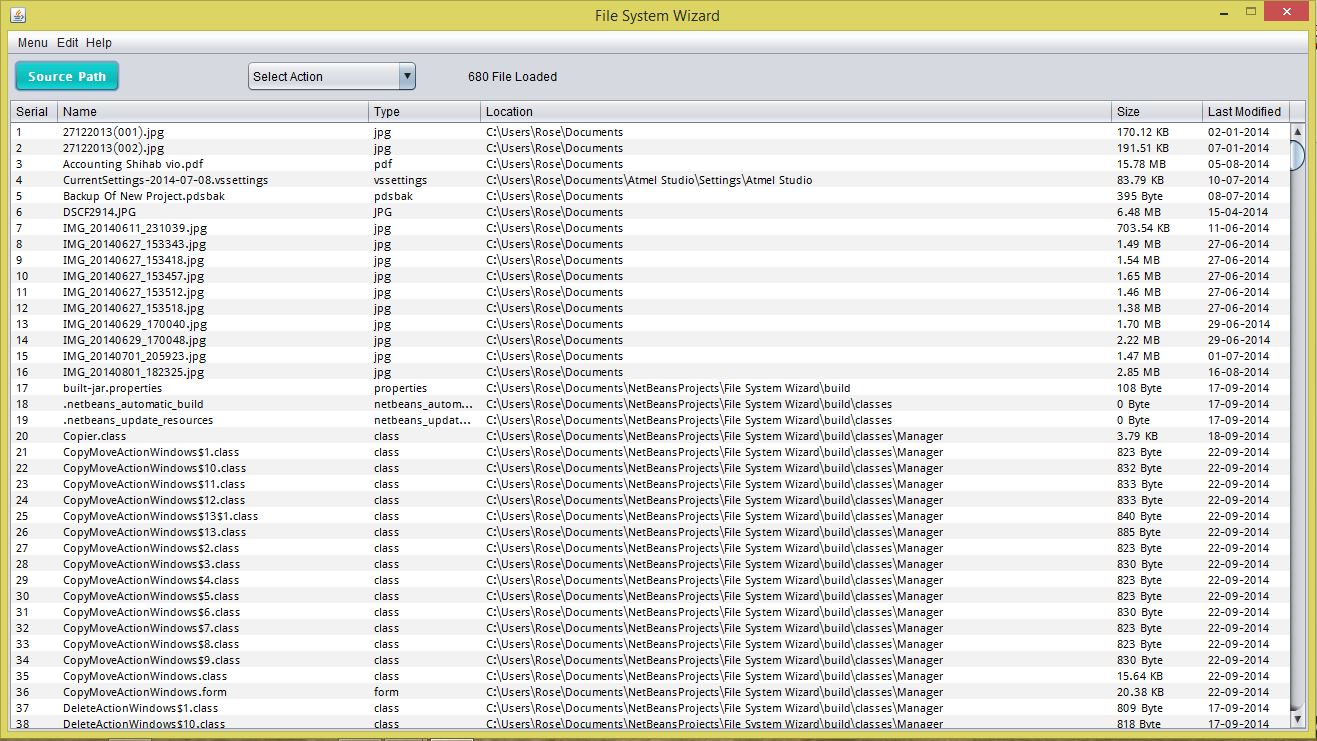 File System Wizard
Menu Edit Help
Source Path Select Action 680 File Loaded
Serial Name Type Location Size Last Modified
1 27122013(001).jpg jpg C:\Users\Rose\Documents 170.12 KB 02-01-2014
2 27122013(002).jpg jpg C:\Users\Rose\Documents 191.51 KB 07-01-2014
3 Accounting Shihab vio.pdf pdf C:\Users\Rose\Documents 15.78 MB 05-08-2014
4 CurrentSettings-2014-07-08.vssettings vssettings C:\Users\Rose\Documents\Atmel Studio\Settings\Atmel Studio 83.79 KB 10-07-2014
5 Backup Of New Project.pdsbak pdsbak C:\Users\Rose\Documents 395 Byte 08-07-2014
6 DSCF2914.JPG JPG C:\Users\Rose\Documents 6.48 MB 15-04-2014
7 IMG_20140611_231039.jpg jpg C:\Users\Rose\Documents 703.54 KB 11-06-2014
8 IMG_20140627_153343.jpg jpg C:\Users\Rose\Documents 1.49 MB 27-06-2014
9 IMG_20140627_153418.jpg jpg C:\Users\Rose\Documents 1.54 MB 27-06-2014
10 IMG_20140627_153457.jpg jpg C:\Users\Rose\Documents 1.65 MB 27-06-2014
11 IMG_20140627_153512.jpg jpg C:\Users\Rose\Documents 1.46 MB 27-06-2014
12 IMG_20140627_153518.jpg jpg C:\Users\Rose\Documents 1.38 MB 27-06-2014
13 IMG_20140629_170040.jpg jpg C:\Users\Rose\Documents 1.70 MB 29-06-2014
14 IMG_20140629_170048.jpg jpg C:\Users\Rose\Documents 2.22 MB 29-06-2014
15 IMG_20140701_205923.jpg jpg C:\Users\Rose\Documents 1.47 MB 01-07-2014
16 IMG_20140801_182325.jpg jpg C:\Users\Rose\Documents 2.85 MB 16-08-2014
17 built-jar.properties properties C:\Users\Rose\Documents\NetBeansProjects\File System Wizard\build 108 Byte 17-09-2014
18 .netbeans_automatic_build netbeans_autom... C:\Users\Rose\Documents\NetBeansProjects\File System Wizard\build\classes 0 Byte 17-09-2014
19 .netbeans_update_resources netbeans_updat... C:\Users\Rose\Documents\NetBeansProjects\File System Wizard\build\classes 0 Byte 17-09-2014
20 Copier.class class C:\Users\Rose\Documents\NetBeansProjects\File System Wizard\build\classes\Manager 3.79 KB 18-09-2014
21 CopyMoveActionWindows$1.class class C:\Users\Rose\Documents\NetBeansProjects\File System Wizard\build\classes\Manager 823 Byte 22-09-2014
22 CopyMoveActionWindows$10.class class C:\Users\Rose\Documents\NetBeansProjects\File System Wizard\build\classes\Manager 832 Byte 22-09-2014
23 CopyMoveActionWindows$11.class class C:\Users\Rose\Documents\NetBeansProjects\File System Wizard\build\classes\Manager 833 Byte 22-09-2014
24 CopyMoveActionWindows$12.class class C:\Users\Rose\Documents\NetBeansProjects\File System Wizard\build\classes\Manager 833 Byte 22-09-2014
25 CopyMoveActionWindows$13$1.class class C:\Users\Rose\Documents\NetBeansProjects\File System Wizard\build\classes\Manager 840 Byte 22-09-2014
26 CopyMoveActionWindows$13.class class C:\Users\Rose\Documents\NetBeansProjects\File System Wizard\build\classes\Manager 885 Byte 22-09-2014
27 CopyMoveActionWindows$2.class class C:\Users\Rose\Documents\NetBeansProjects\File System Wizard\build\classes\Manager 823 Byte 22-09-2014
28 CopyMoveActionWindows$3.class class C:\Users\Rose\Documents\NetBeansProjects\File System Wizard\build\classes\Manager 830 Byte 22-09-2014
29 CopyMoveActionWindows$4.class class C:\Users\Rose\Documents\NetBeansProjects\File System Wizard\build\classes\Manager 823 Byte 22-09-2014
30 CopyMoveActionWindows$5.class class C:\Users\Rose\Documents\NetBeansProjects\File System Wizard\build\classes\Manager 823 Byte 22-09-2014
31 CopyMoveActionWindows$6.class class C:\Users\Rose\Documents\NetBeansProjects\File System Wizard\build\classes\Manager 830 Byte 22-09-2014
32 CopyMoveActionWindows$7.class class C:\Users\Rose\Documents\NetBeansProjects\File System Wizard\build\classes\Manager 823 Byte 22-09-2014
33 CopyMoveActionWindows$8.class class C:\Users\Rose\Documents\NetBeansProjects\File System Wizard\build\classes\Manager 823 Byte 22-09-2014
34 CopyMoveActionWindows$9.class class C:\Users\Rose\Documents\NetBeansProjects\File System Wizard\build\classes\Manager 830 Byte 22-09-2014
35 CopyMoveActionWindows.class class C:\Users\Rose\Documents\NetBeansProjects\File System Wizard\build\classes\Manager 15.64 KB 22-09-2014
36 CopyMoveActionWindows.form form C:\Users\Rose\Documents\NetBeansProjects\File System Wizard\build\classes\Manager 20.38 KB 22-09-2014
37 DeleteActionWindows$1.class class C:\Users\Rose\Documents\NetBeansProjects\File System Wizard\build\classes\Manager 809 Byte 17-09-2014
38 DeleteActionWindows$10.class class C:\Users\Rose\Documents\NetBeansProjects\File System Wizard\build\classes\Manager 818 Byte 17-09-2014